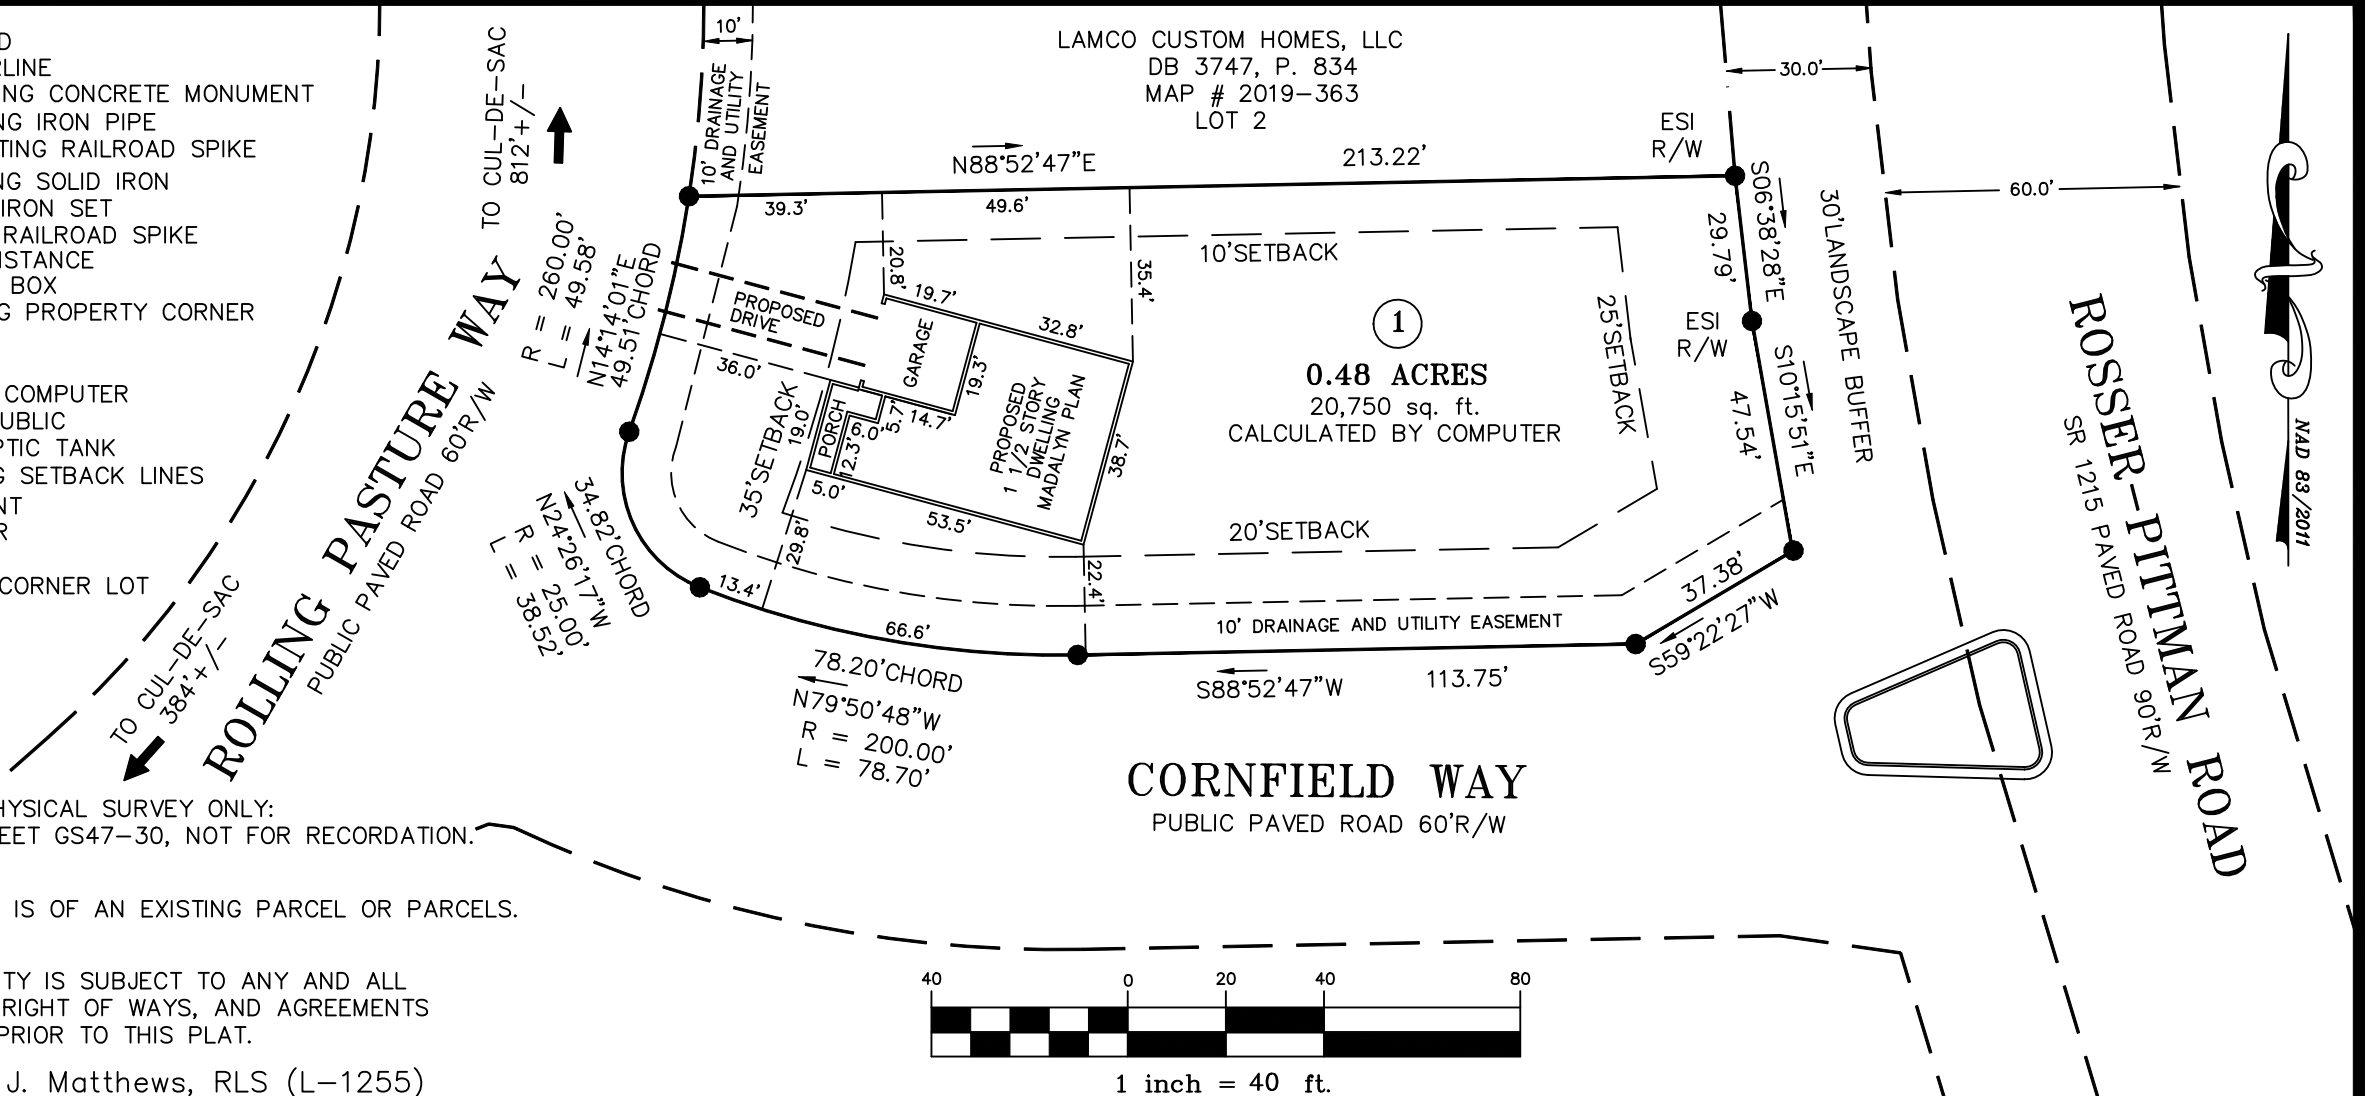 D
RLINE
NG CONCRETE MONUMENT
NG IRON PIPE
TING RAILROAD SPIKE
NG SOLID IRON
IRON SET
RAILROAD SPIKE
ISTANCE
BOX
G PROPERTY CORNER
COMPUTER
PUBLIC
PTIC TANK
G SETBACK LINES
NT
R
CORNER LOT
HYSICAL SURVEY ONLY:
EET GS47-30, NOT FOR RECORDATION.
IS OF AN EXISTING PARCEL OR PARCELS.
TY IS SUBJECT TO ANY AND ALL
RIGHT OF WAYS, AND AGREEMENTS
PRIOR TO THIS PLAT.
J. Matthews, RLS (L-1255)
TO CUL-DE-SAC
812'+/-
TO CUL-DE-SAC
384'+/-
ROLLING PASTURE WAY
PUBLIC PAVED ROAD 60'R/W
R = 260.00'
L = 49.58'
N14°14'01"E
49.51'CHORD
34.82'CHORD
N24°26'17"W
R = 25.00'
L = 38.52'
10'
10' DRAINAGE
AND UTILITY
EASEMENT
LAMCO CUSTOM HOMES, LLC
DB 3747, P. 834
MAP # 2019-363
LOT 2
N88°52'47"E
213.22'
39.3'
49.6'
20.8'
35.4'
10'SETBACK
PROPOSED
DRIVE
36.0'
35'SETBACK
19.7'
32.8'
GARAGE
19.3'
14.7'
5.7'
6.0'
12.3'
19.0'
PORCH
5.0'
53.5'
38.7'
PROPOSED
1 1/2 STORY
DWELLING
MADALYN PLAN
29.8'
22.4'
13.4'
66.6'
1
0.48 ACRES
20,750 sq. ft.
CALCULATED BY COMPUTER
25'SETBACK
20'SETBACK
10' DRAINAGE AND UTILITY EASEMENT
78.20'CHORD
N79°50'48"W
R = 200.00'
L = 78.70'
S88°52'47"W
113.75'
37.38'
S59°22'27"W
ESI
R/W
S06°38'28"E
29.79'
ESI
R/W
S10°15'51"E
47.54'
30.0'
30'LANDSCAPE BUFFER
60.0'
ROSSER-PITTMAN ROAD
SR 1215 PAVED ROAD 90'R/W
NAD 83/2011
CORNFIELD WAY
PUBLIC PAVED ROAD 60'R/W
40 0 20 40 80
1 inch = 40 ft.